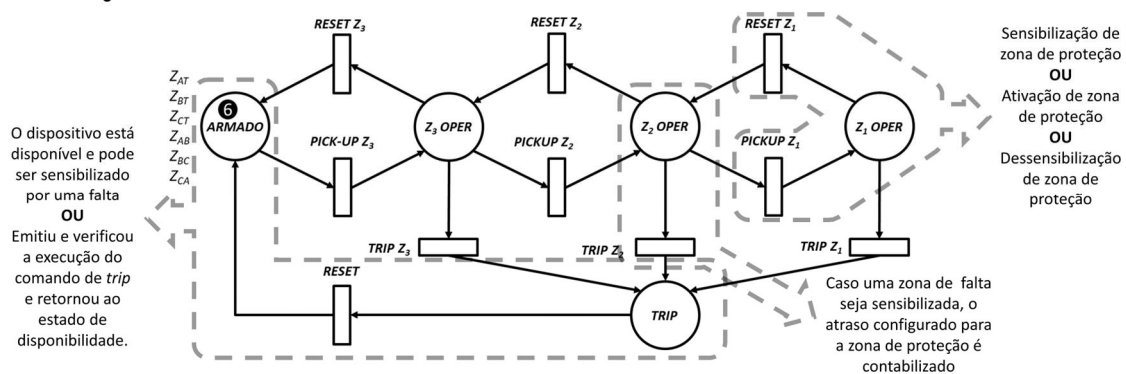 RESET Z3
RESET Z2
RESET Z1
ZAT
ZBT
ZCT
ZAB
ZBC
ZCA
6
ARMADO
Z3 OPER
Z2 OPER
Z1 OPER
PICK-UP Z3
PICKUP Z2
PICKUP Z1
TRIP Z3
TRIP Z2
TRIP Z1
RESET
TRIP
O dispositivo está
disponível e pode
ser sensibilizado
por uma falta
OU
Emitiu e verificou
a execução do
comando de trip
e retornou ao
estado de
disponibilidade.
Sensibilização de
zona de proteção
OU
Ativação de zona
de proteção
OU
Dessensibilização
de zona de
proteção
Caso uma zona de falta
seja sensibilizada, o
atraso configurado para
a zona de proteção é
contabilizado